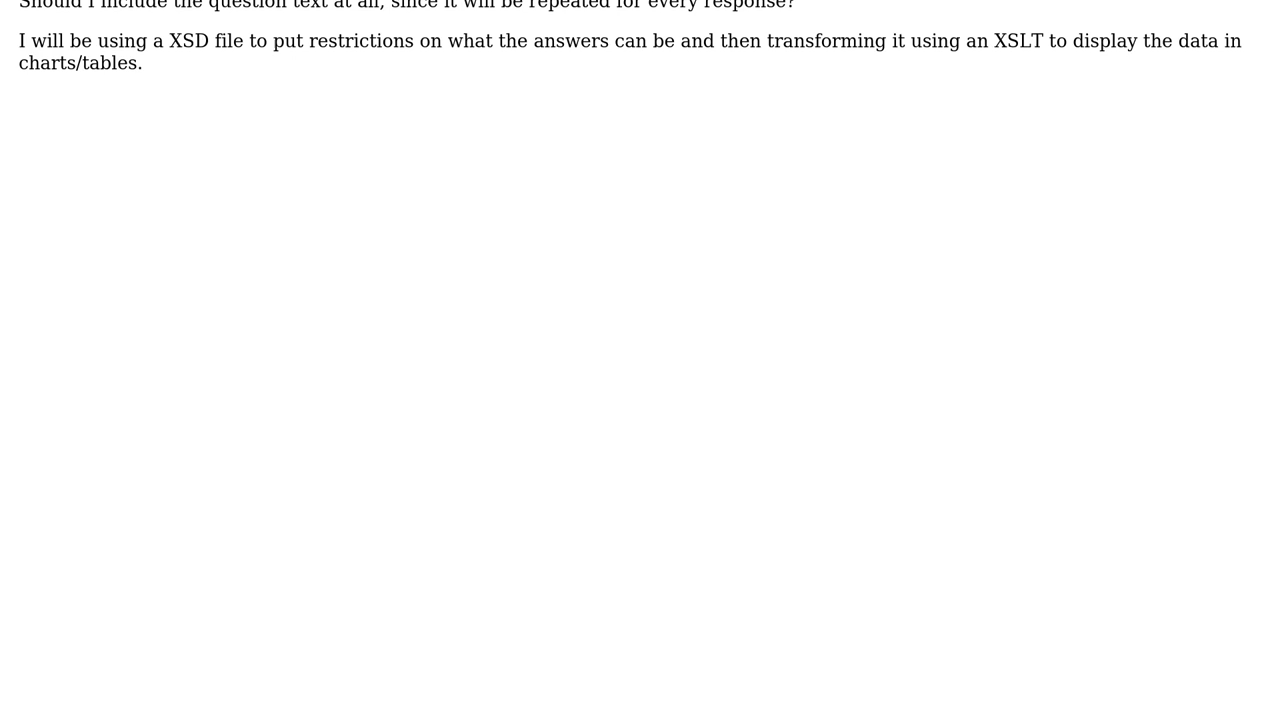 Should I include the question text at all, since it will be repeated for every response?
I will be using a XSD file to put restrictions on what the answers can be and then transforming it using an XSLT to display the data in
charts/tables.